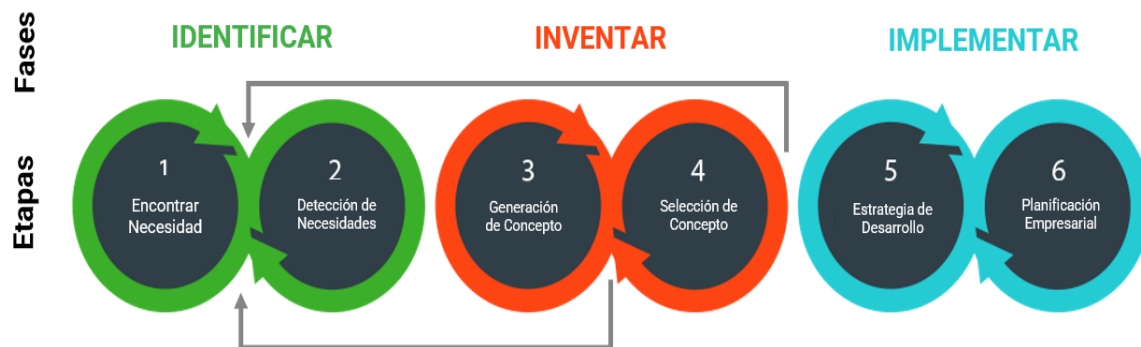 Fases
IDENTIFICAR
INVENTAR
IMPLEMENTAR
Etapas
1
Encontrar
Necesidad
2
Detección de
Necesidades
3
Generación
de Concepto
4
Selección de
Concepto
5
Estrategia de
Desarrollo
6
Planificación
Empresarial